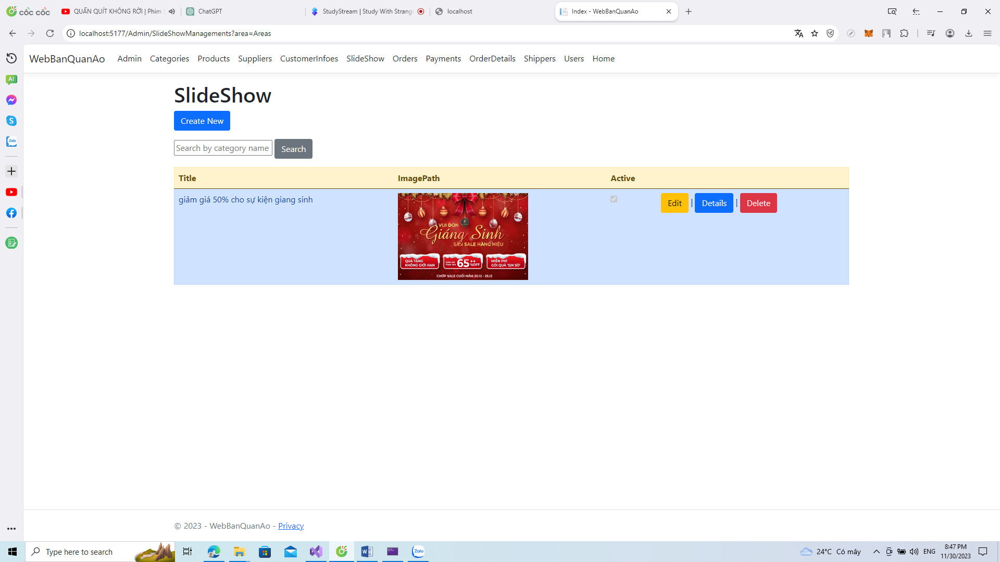 cốc cốc
QUẤN QUÍT KHÔNG RỜI | Phim
ChatGPT
StudyStream | Study With Strange
localhost
Index - WebBanQuanAo
localhost:5177/Admin/SlideShowManagements?area=Areas
AI
Zalo
WebBanQuanAo
Admin
Categories
Products
Suppliers
CustomerInfoes
SlideShow
Orders
Payments
OrderDetails
Shippers
Users
Home
SlideShow
Create New
Search by category name
Search
Title
ImagePath
Active
giảm giá 50% cho sự kiện giang sinh
VUI ĐÓN
Giáng Sinh
SĂN SALE HÀNG HIỆU
QUÀ TẶNG
KHÔNG GIỚI HẠN
65 ++
%OFF
MIỄN PHÍ
GÓI QUÀ 'SỊN SÒ'
CHỚP SALE CUỐI NĂM 20.12 - 25.12
Edit | Details | Delete
© 2023 - WebBanQuanAo - Privacy
Type here to search
Zalo
24°C Có mây
ENG
8:47 PM
11/30/2023